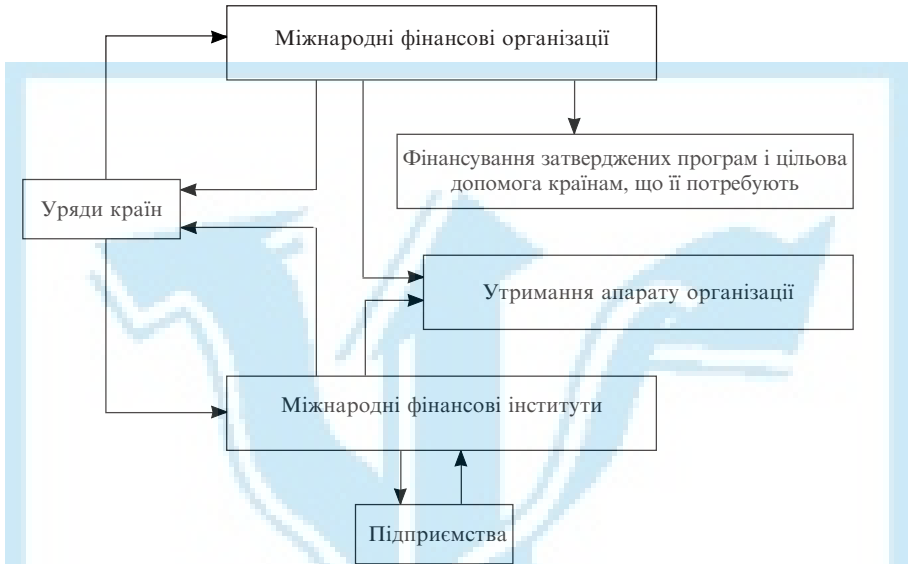 Міжнародні фінансові організації
Фінансування затверджених програм і цільова
допомога країнам, що її потребують
Уряди країн
Утримання апарату організації
Міжнародні фінансові інститути
Підприємства